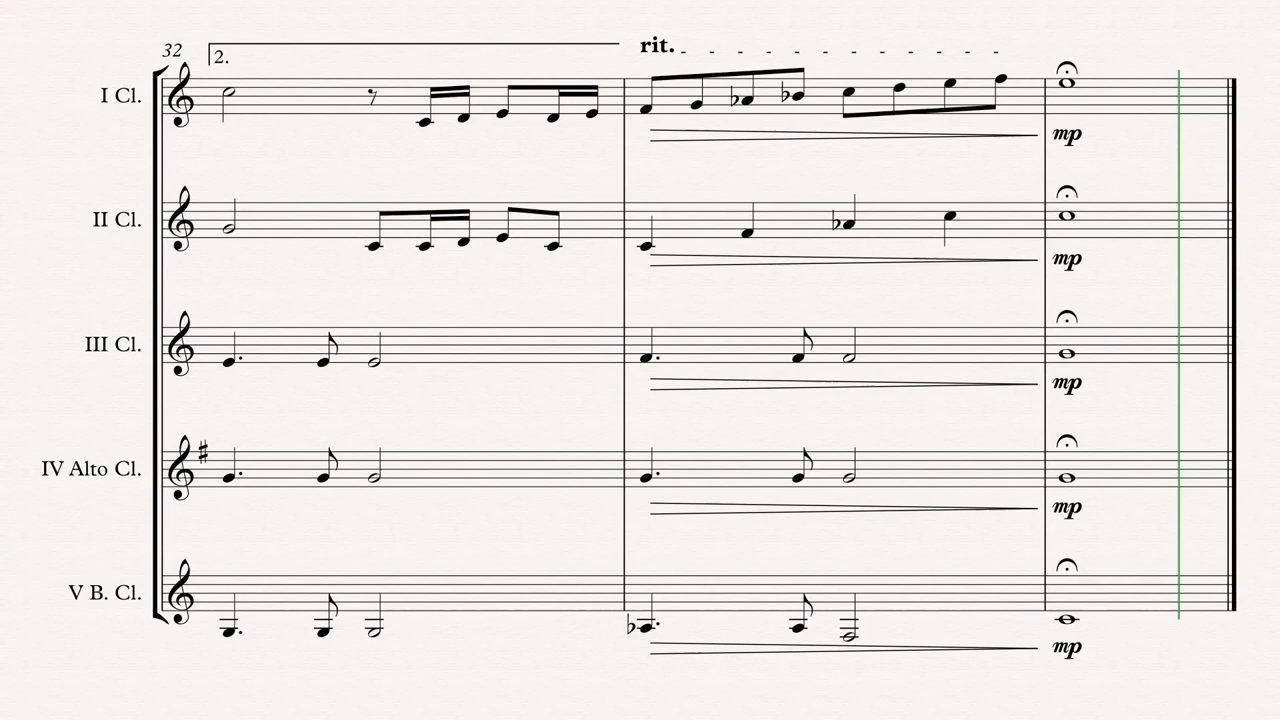 32
2.
rit.
I Cl.
mp
II Cl.
mp
III Cl.
mp
IV Alto Cl.
mp
V B. Cl.
mp